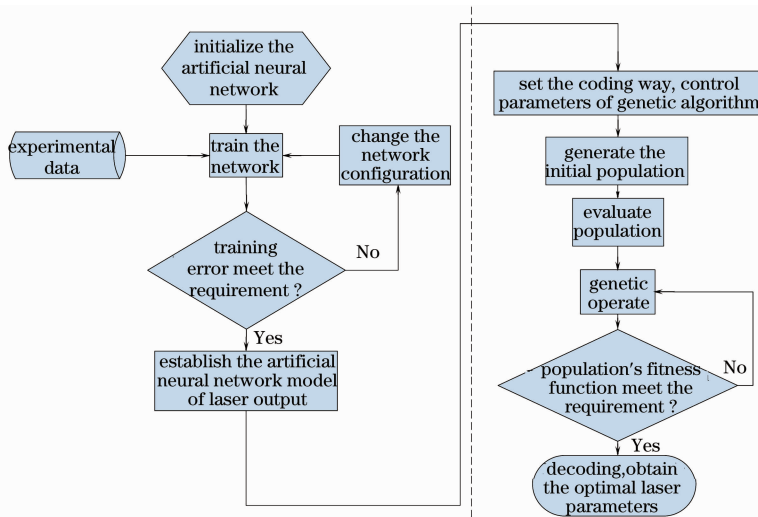 initialize the
artificial neural
network
experimental
data
train the
network
change the
network
configuration
training
error meet the
requirement ?
No
Yes
establish the artificial
neural network model
of laser output
set the coding way, control
parameters of genetic algorithm
generate the
initial population
evaluate
population
genetic
operate
population's fitness
function meet the
requirement ?
No
Yes
decoding,obtain
the optimal laser
parameters